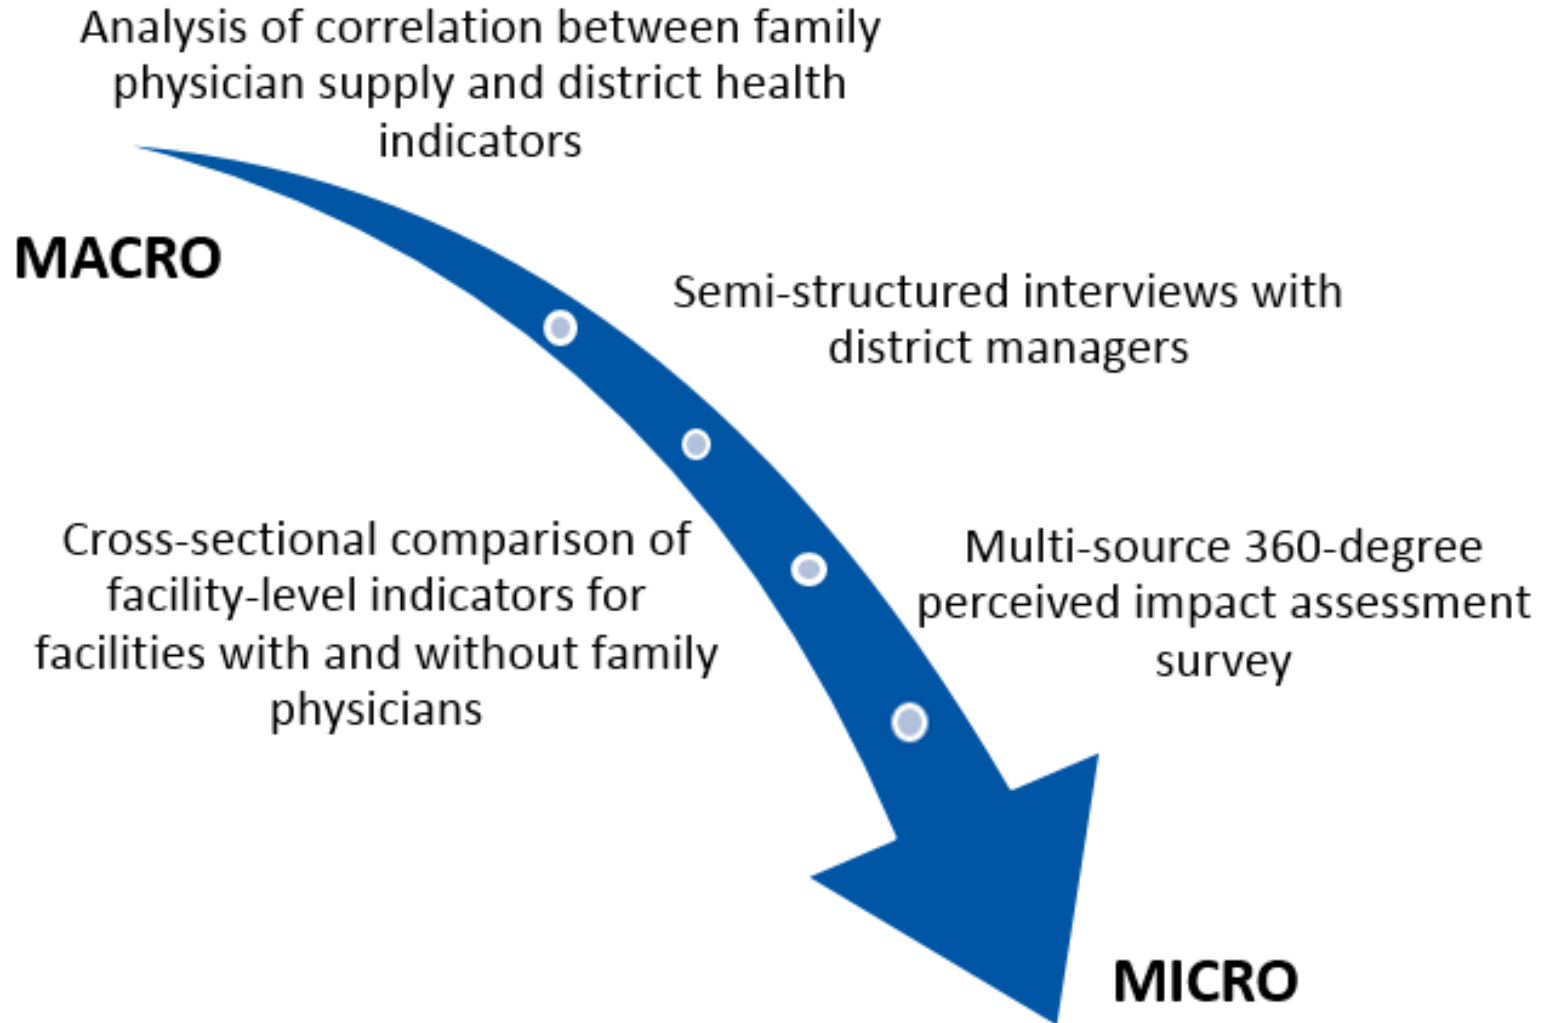 Analysis of correlation between family
physician supply and district health
indicators
MACRO
Semi-structured interviews with
district managers
Cross-sectional comparison of
facility-level indicators for
facilities with and without family
physicians
Multi-source 360-degree
perceived impact assessment
survey
MICRO